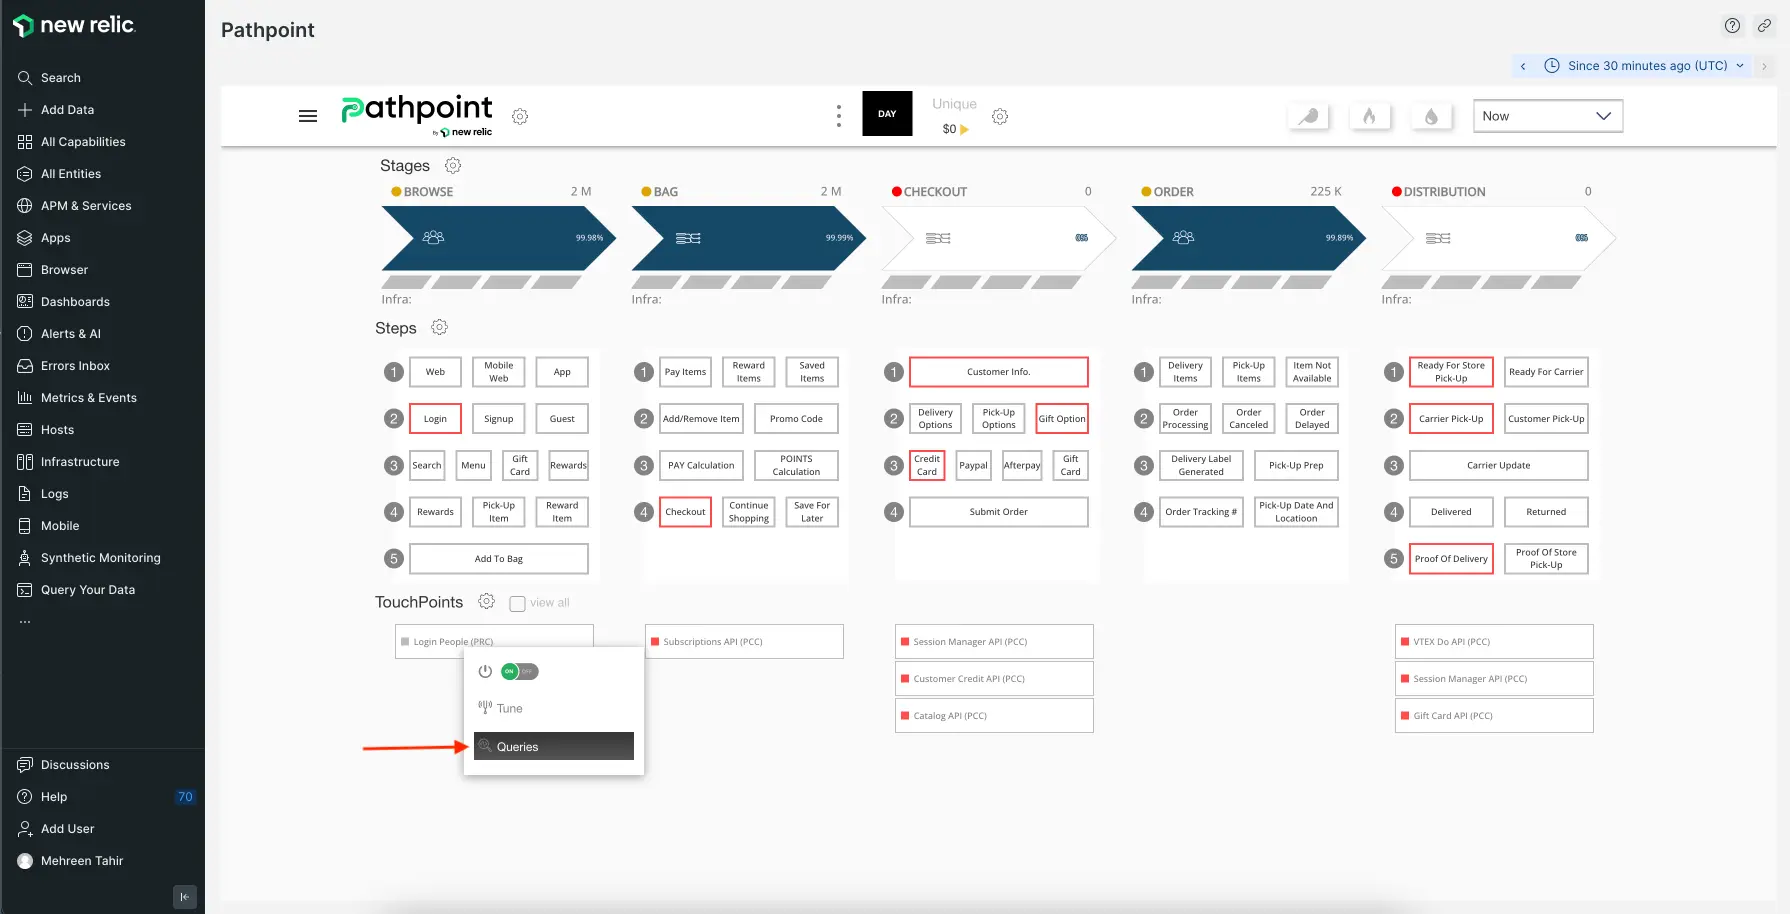 new relic.
Search
Add Data
All Capabilities
All Entities
APM & Services
Apps
Browser
Dashboards
Alerts & AI
Errors Inbox
Metrics & Events
Hosts
Infrastructure
Logs
Mobile
Synthetic Monitoring
Query Your Data
...
Discussions
Help 70
Add User
Mehreen Tahir
Pathpoint
Since 30 minutes ago (UTC)
Pathpoint
by new relic
DAY
Unique
$0
Now
Stages
BROWSE 2 M
BAG 2 M
CHECKOUT 0
ORDER 225 K
DISTRIBUTION 0
99.98%
99.99%
0%
99.89%
0%
Infra:
Infra:
Infra:
Infra:
Infra:
Steps
1 Web
Mobile
Web
App
2 Login
Signup
Guest
3 Search
Menu
Gift
Card
Rewards
4 Rewards
Pick-Up
Item
Reward
Item
5 Add To Bag
1 Pay Items
Reward
Items
Saved
Items
2 Add/Remove Item
Promo Code
3 PAY Calculation
POINTS
Calculation
4 Checkout
Continue
Shopping
Save For
Later
1 Customer Info.
2 Delivery
Options
Pick-Up
Options
Gift Option
3 Credit
Card
Paypal
Afterpay
Gift
Card
4 Submit Order
1 Delivery
Items
Pick-Up
Items
Item Not
Available
2 Order
Processing
Order
Canceled
Order
Delayed
3 Delivery Label
Generated
Pick-Up Prep
4 Order Tracking #
Pick-Up Date And
Locatioon
1 Ready For Store
Pick-Up
Ready For Carrier
2 Carrier Pick-Up
Customer Pick-Up
3 Carrier Update
4 Delivered
Returned
5 Proof Of Delivery
Proof Of Store
Pick-Up
TouchPoints
view all
Login People (PRC)
ON OFF
Tune
Queries
Subscriptions API (PCC)
Session Manager API (PCC)
Customer Credit API (PCC)
Catalog API (PCC)
VTEX Do API (PCC)
Session Manager API (PCC)
Gift Card API (PCC)